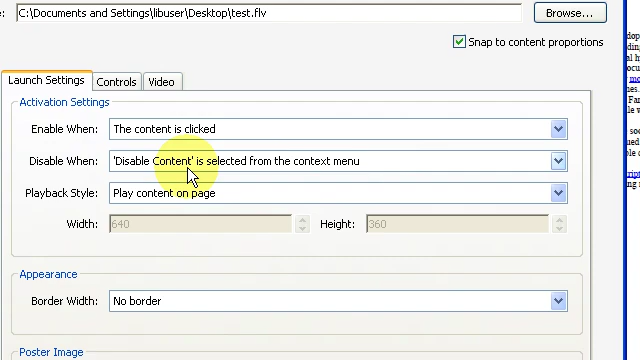 e: C:\Documents and Settings\libuser\Desktop\test.flv Browse...
Snap to content proportions
Launch Settings Controls Video
Activation Settings
Enable When: The content is clicked
Disable When: 'Disable Content' is selected from the context menu
Playback Style: Play content on page
Width: 640 Height: 360
Appearance
Border Width: No border
Poster Image